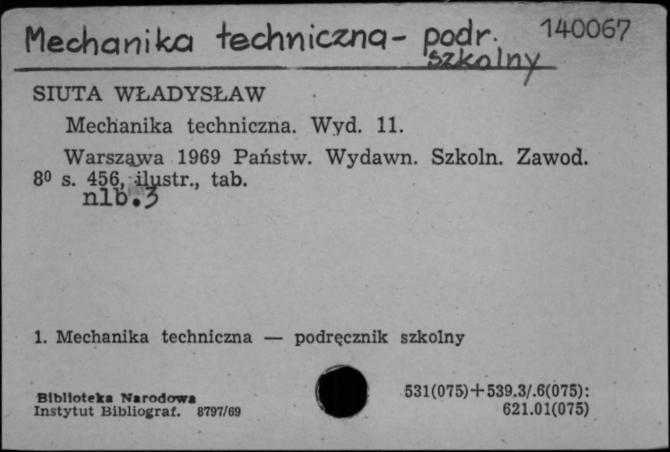 Mechanika techniczna - podr. 140067
szkolny
SIUTA WŁADYSŁAW
Mechanika techniczna. Wyd. 11.
Warszawa 1969 Państw. Wydawn. Szkoln. Zawod.
8⁰ s. 456, ilustr., tab.
nlb. 3
1. Mechanika techniczna — podręcznik szkolny
Biblioteka Narodowa
Instytut Bibliograf. 8797/69
531(075)+539.3/.6(075):
621.01(075)